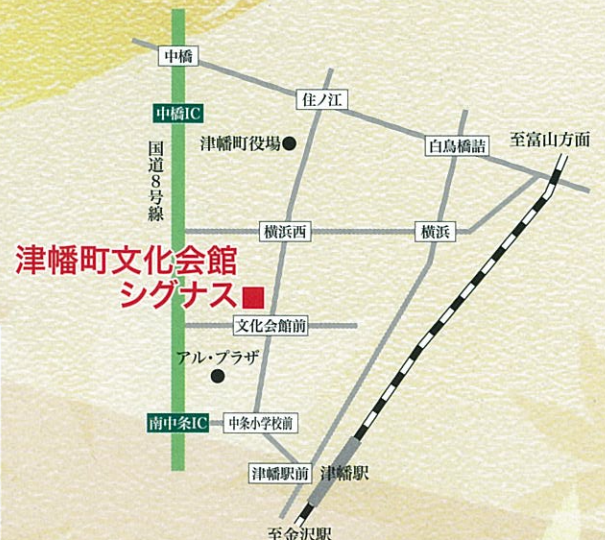 中橋
住ノ江
中橋IC
津幡町役場
白鳥橋詰
至富山方面
国道8号線
横浜西
横浜
津幡町文化会館
シグナス
文化会館前
アル・プラザ
南中条IC
中条小学校前
津幡駅前
津幡駅
至金沢駅